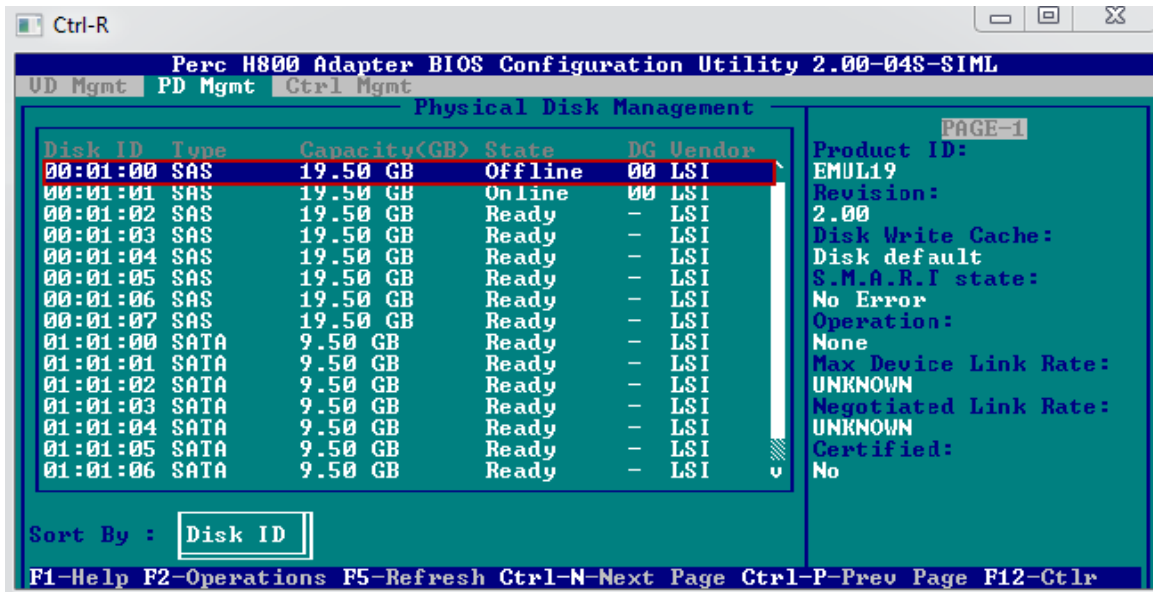 Ctrl-R
Perc H800 Adapter BIOS Configuration Utility 2.00-04S-SIML
VD Mgmt PD Mgmt Ctrl Mgmt
Physical Disk Management
Disk ID Type Capacity(GB) State DG Vendor
00:01:00 SAS 19.50 GB Offline 00 LSI
00:01:01 SAS 19.50 GB Online 00 LSI
00:01:02 SAS 19.50 GB Ready - LSI
00:01:03 SAS 19.50 GB Ready - LSI
00:01:04 SAS 19.50 GB Ready - LSI
00:01:05 SAS 19.50 GB Ready - LSI
00:01:06 SAS 19.50 GB Ready - LSI
00:01:07 SAS 19.50 GB Ready - LSI
01:01:00 SATA 9.50 GB Ready - LSI
01:01:01 SATA 9.50 GB Ready - LSI
01:01:02 SATA 9.50 GB Ready - LSI
01:01:03 SATA 9.50 GB Ready - LSI
01:01:04 SATA 9.50 GB Ready - LSI
01:01:05 SATA 9.50 GB Ready - LSI
01:01:06 SATA 9.50 GB Ready - LSI
Sort By : Disk ID
PAGE-1
Product ID:
EMUL19
Revision:
2.00
Disk Write Cache:
Disk default
S.M.A.R.T state:
No Error
Operation:
None
Max Device Link Rate:
UNKNOWN
Negotiated Link Rate:
UNKNOWN
Certified:
No
F1-Help F2-Operations F5-Refresh Ctrl-N-Next Page Ctrl-P-Prev Page F12-Ctlr